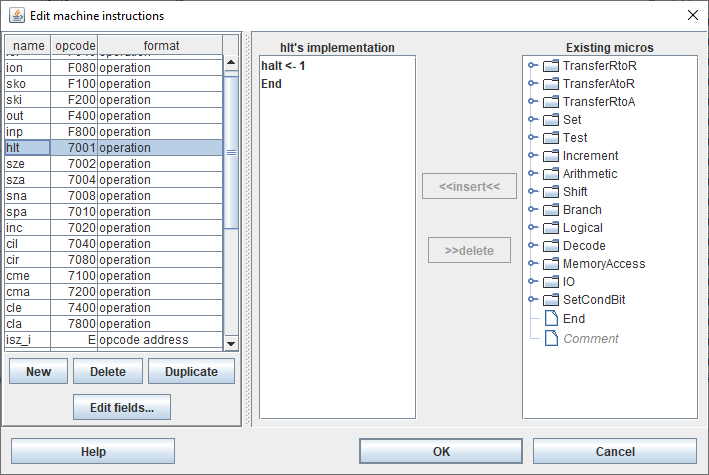 Edit machine instructions
name opcode format
ion F080 operation
sko F100 operation
ski F200 operation
out F400 operation
inp F800 operation
hlt 7001 operation
sze 7002 operation
sza 7004 operation
sna 7008 operation
spa 7010 operation
inc 7020 operation
cil 7040 operation
cir 7080 operation
cme 7100 operation
cma 7200 operation
cle 7400 operation
cla 7800 operation
isz_i E opcode address
New Delete Duplicate
Edit fields...
hlt's implementation
halt <- 1
End
<<insert<<
>>delete
Existing micros
TransferRtoR
TransferAtoR
TransferRtoA
Set
Test
Increment
Arithmetic
Shift
Branch
Logical
Decode
MemoryAccess
IO
SetCondBit
End
Comment
Help OK Cancel